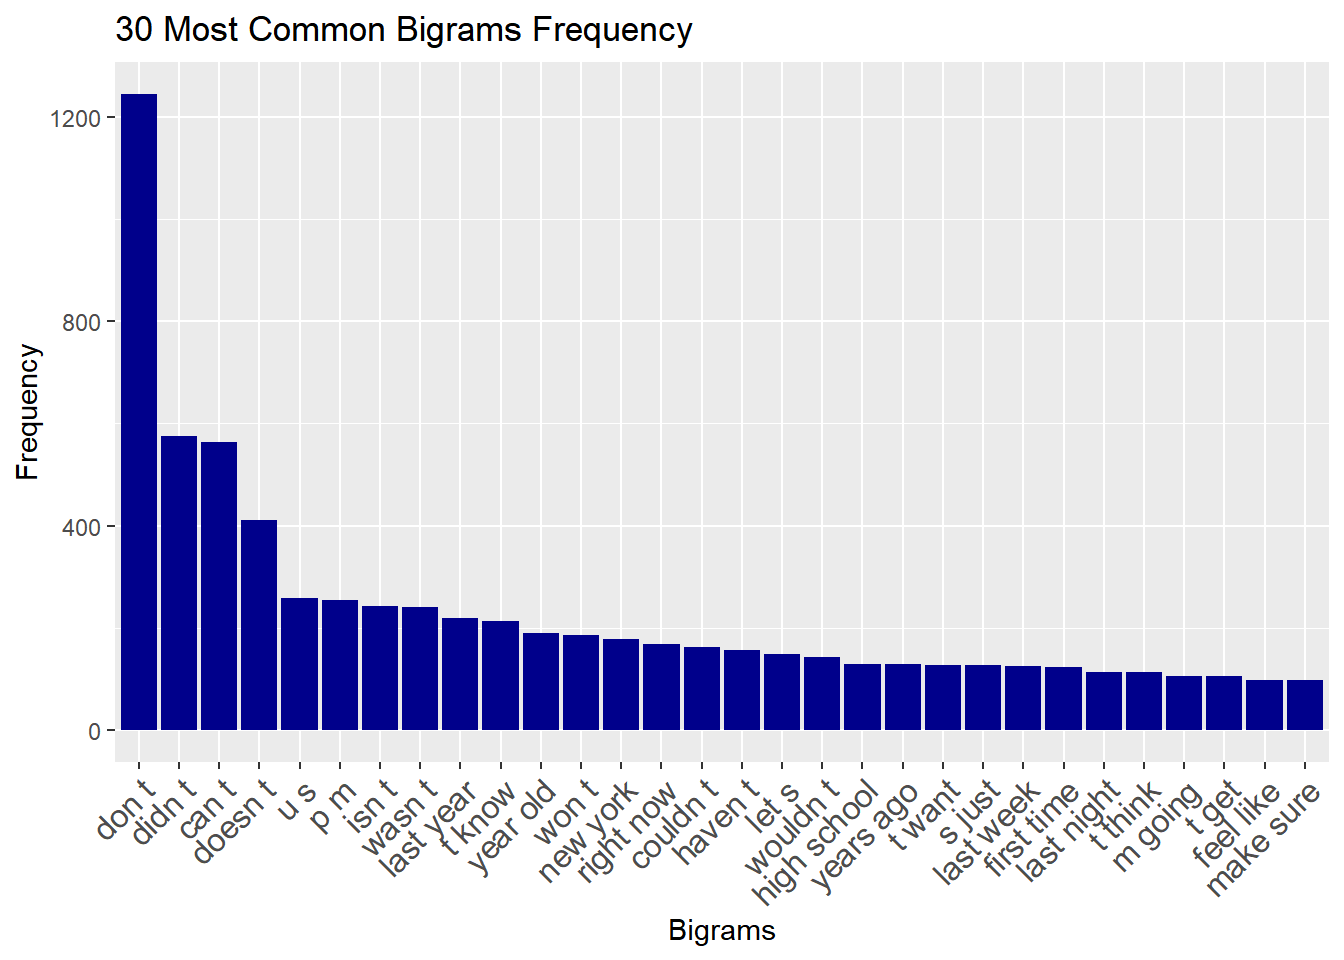 30 Most Common Bigrams Frequency
1200
800
400
0
Frequency
don t
didn t
can t
doesn t
u s
p m
isn t
wasn t
last year
t know
year old
won t
new york
right now
couldn t
haven t
let s
wouldn t
high school
years ago
t want
s just
last week
first time
last night
t think
m going
t get
feel like
make sure
Bigrams